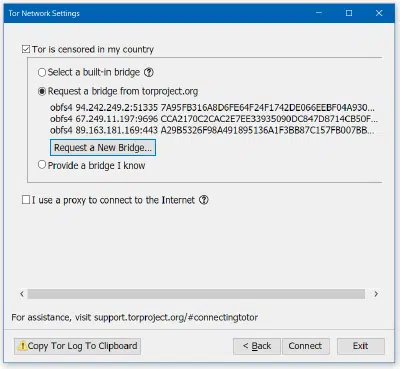 Tor Network Settings
Tor is censored in my country
Select a built-in bridge ?
Request a bridge from torproject.org
obfs4 94.242.249.2:51335 7A95FB316A8D6FE64F24F1742DE066EEBF04A930...
obfs4 67.249.11.197:9696 CCA2170C2CAC2E7EE33935090DC847D8714CB50F...
obfs4 89.163.181.169:443 A29B5326F98A491895136A1F3BB87C157FB007BB...
Request a New Bridge...
Provide a bridge I know
I use a proxy to connect to the Internet ?
For assistance, visit support.torproject.org/#connectingtotor
Copy Tor Log To Clipboard
< Back
Connect
Exit